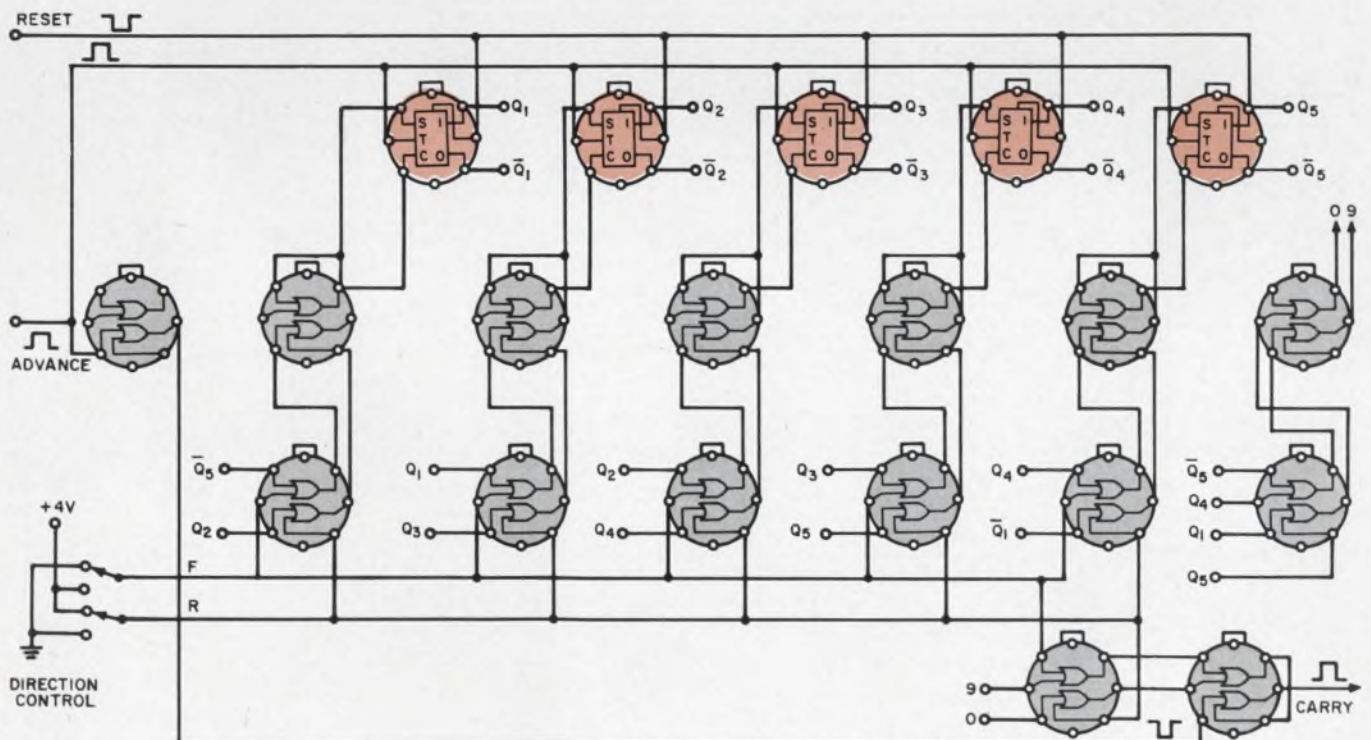 RESET
Q1
Q̄1
Q2
Q̄2
Q3
Q̄3
Q4
Q̄4
Q5
Q̄5
S I
T
C O
S I
T
C O
S I
T
C O
S I
T
C O
S I
T
C O
0 9
ADVANCE
Q̄5
Q2
Q1
Q3
Q2
Q4
Q3
Q5
Q4
Q̄1
Q̄5
Q4
Q1
Q5
+4V
F
R
DIRECTION
CONTROL
9
0
CARRY